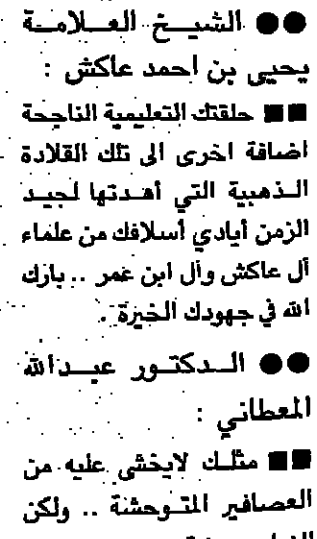 ●● الشيخ العلامة
يحيى بن احمد عاكش :
■■ حلقتك التعليمية الناجحة
اضافة اخرى الى تلك القلادة
الذهبية التي أهدتها لجيد
الزمن أيادي أسلافك من علماء
آل عاكش وآل ابن عمر .. بارك
الله في جهودك الخيرة .
●● الدكتور عبدالله
المعطاني :
■■ مثلك لايخشى عليه من
العصافير المتوحشة .. ولكن